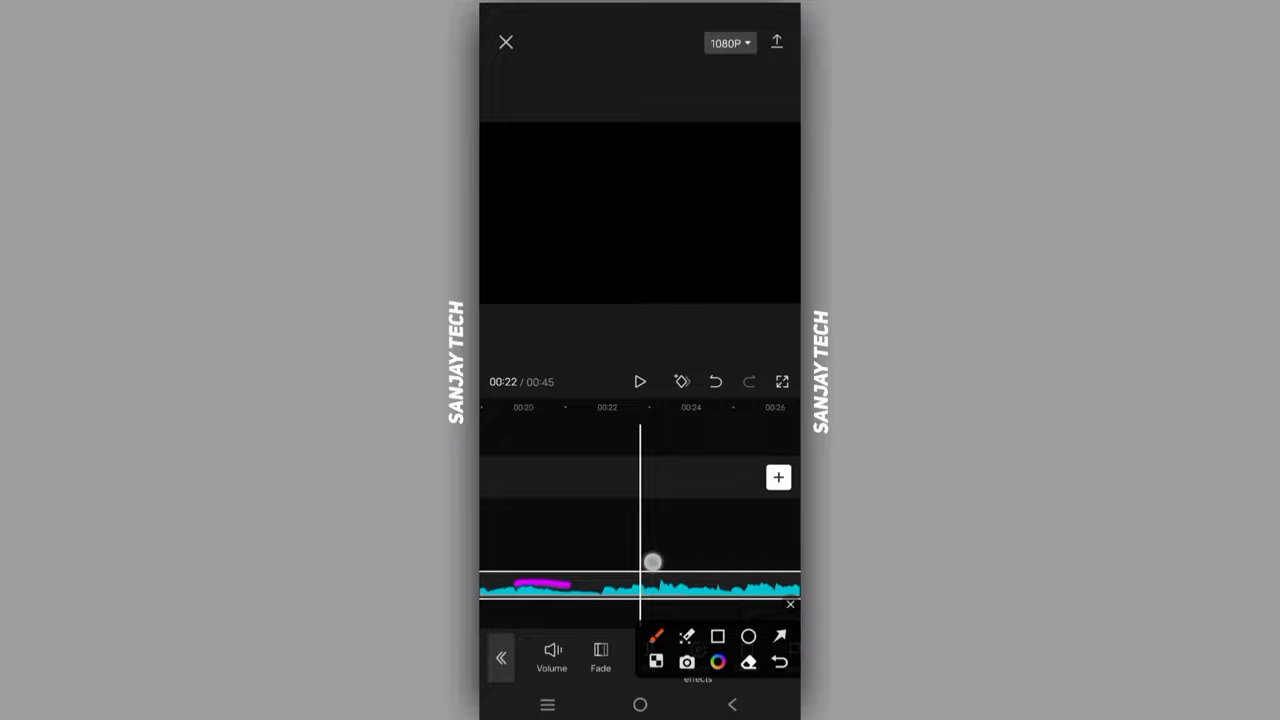 1080P
SANJAY TECH
SANJAY TECH
00:22 / 00:45
00:20
00:22
00:24
00:26
Volume
Fade
effects